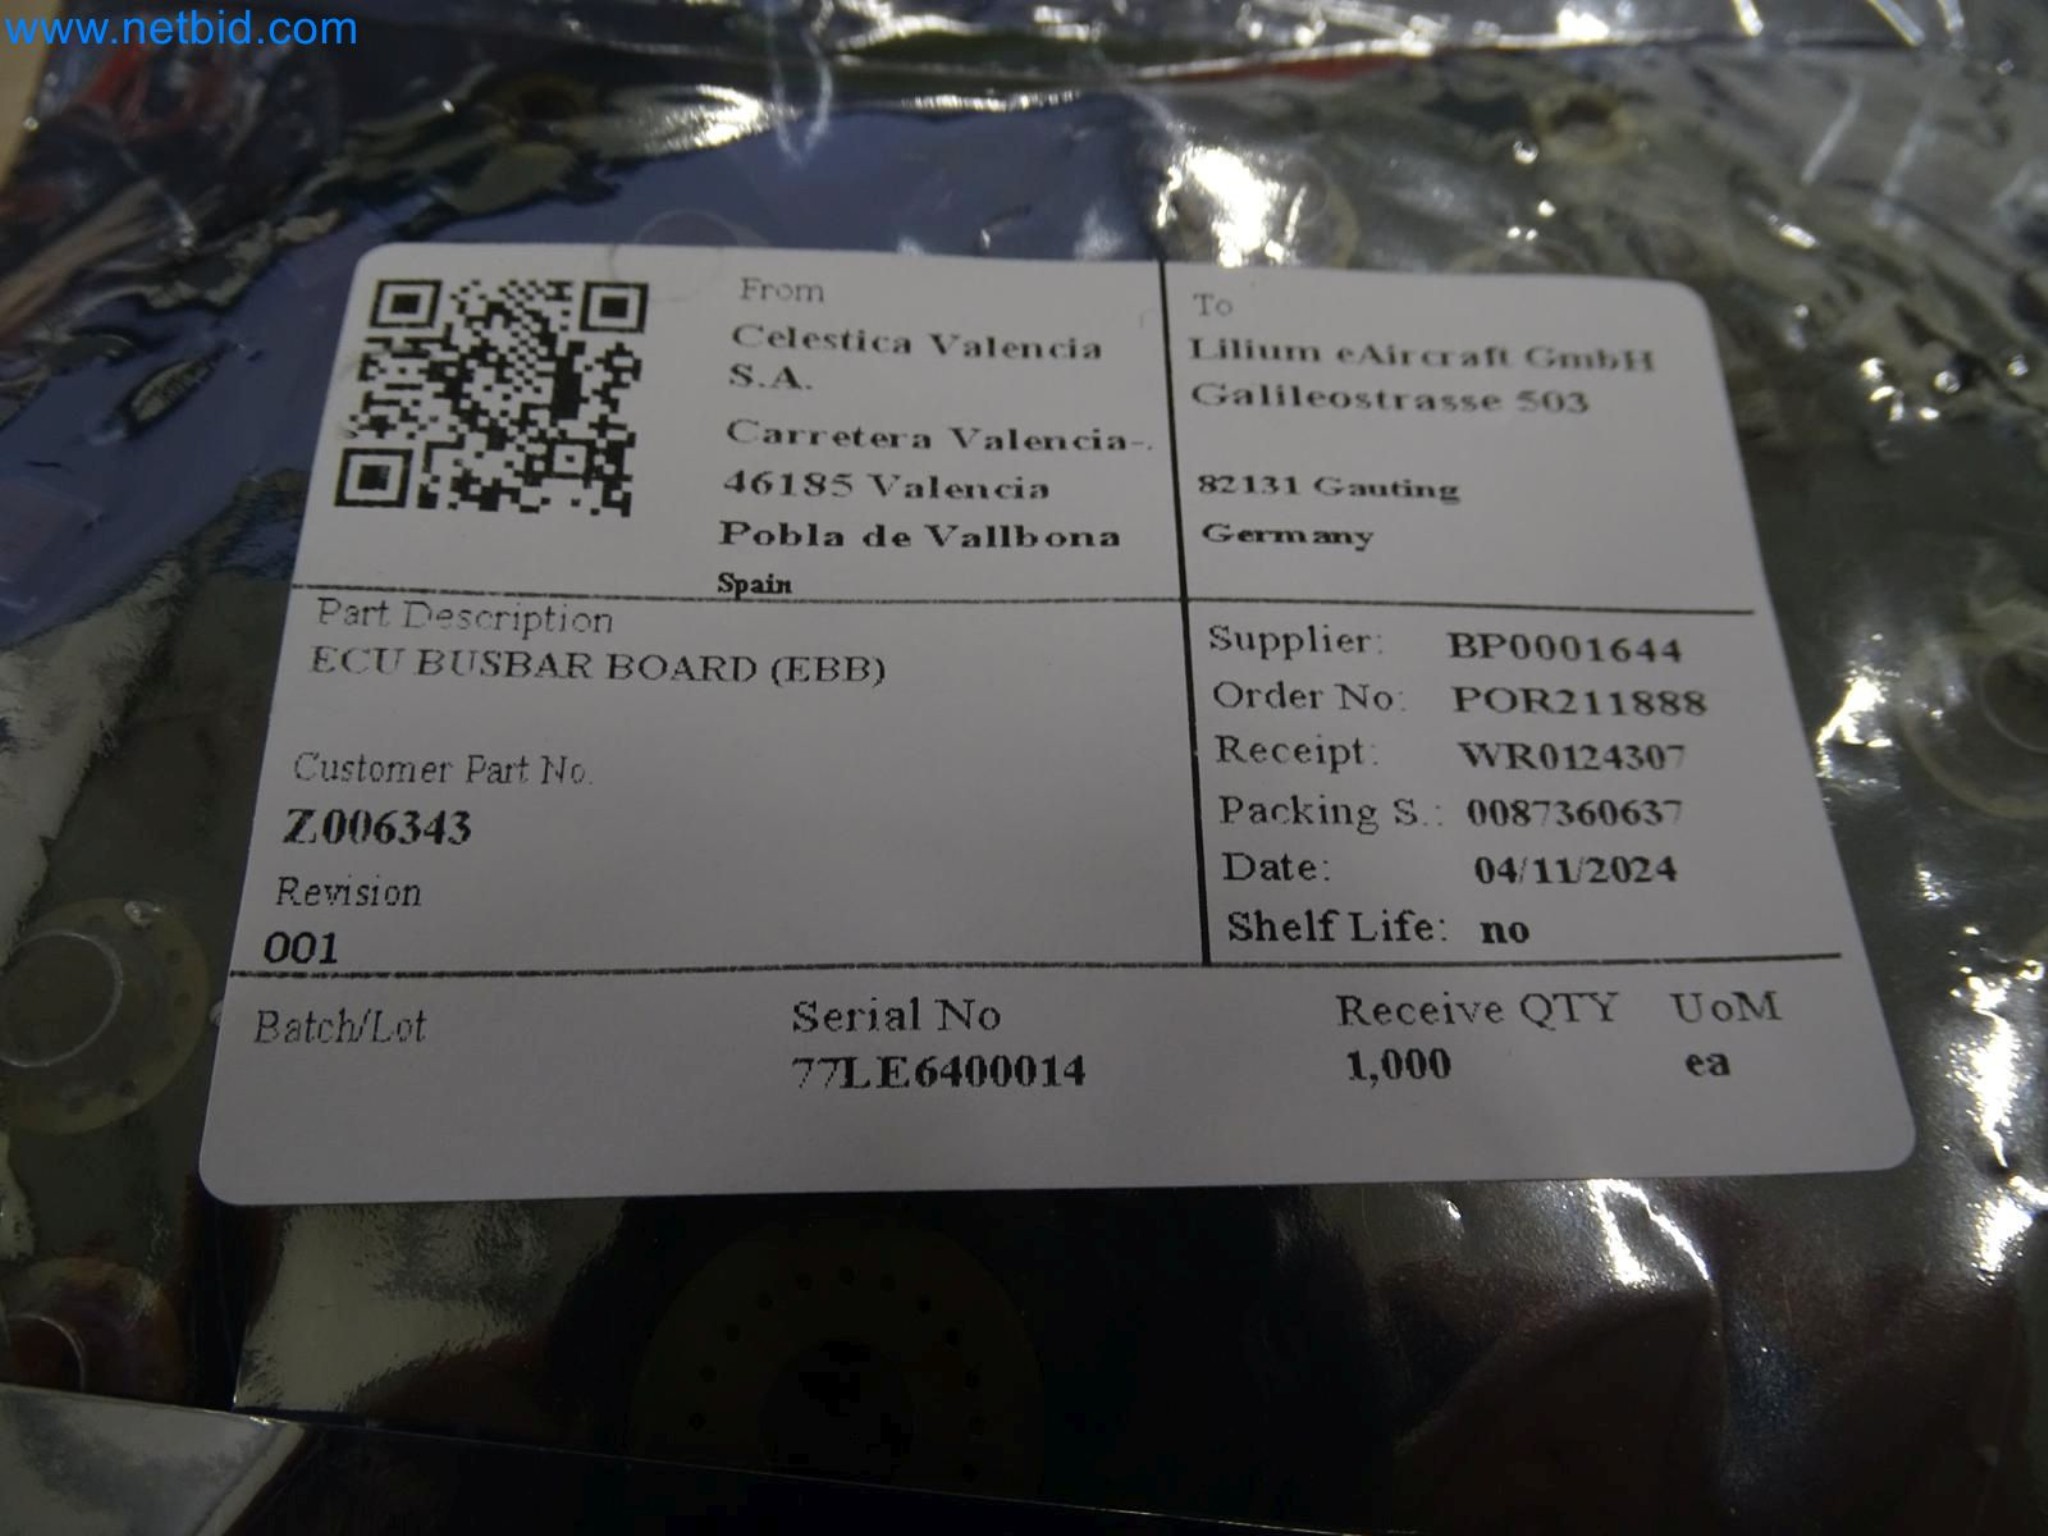 www.netbid.com
From
Celestica Valencia
S.A.
Carretera Valencia-.
46185 Valencia
Pobla de Vallbona
Spain
To
Lilium eAircraft GmbH
Galileostrasse 503
82131 Gauting
Germany
Part Description
ECU BUSBAR BOARD (EBB)
Customer Part No.
Z006343
Revision
001
Supplier: BP0001644
Order No: POR211888
Receipt: WR0124307
Packing S.: 0087360637
Date: 04/11/2024
Shelf Life: no
Batch/Lot
Serial No
77LE6400014
Receive QTY
1,000
UoM
ea